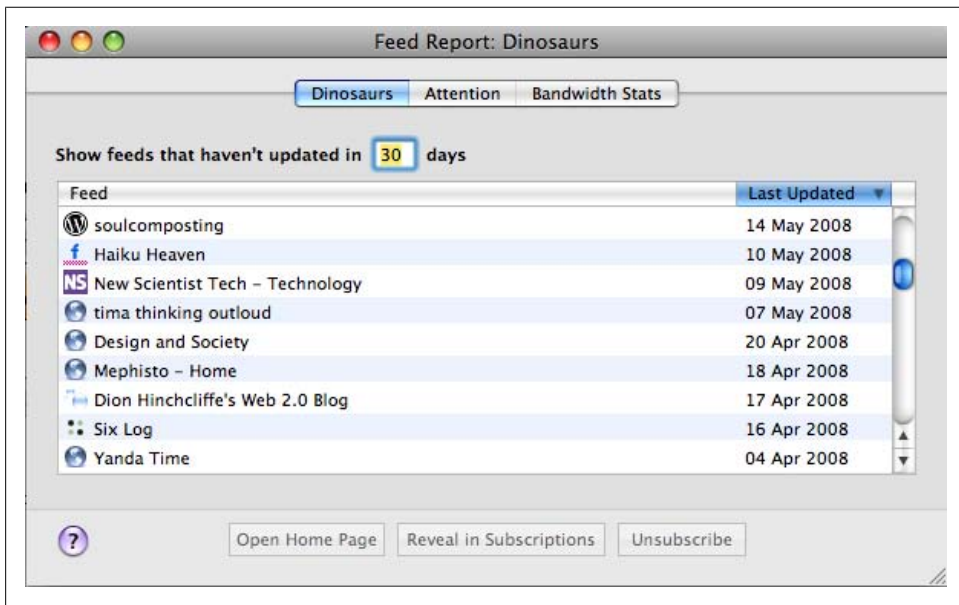 Feed Report: Dinosaurs
Dinosaurs Attention Bandwidth Stats
Show feeds that haven't updated in 30 days
Feed Last Updated
soulcomposting 14 May 2008
f Haiku Heaven 10 May 2008
NS New Scientist Tech – Technology 09 May 2008
tima thinking outloud 07 May 2008
Design and Society 20 Apr 2008
Mephisto – Home 18 Apr 2008
Dion Hinchcliffe's Web 2.0 Blog 17 Apr 2008
Six Log 16 Apr 2008
Yanda Time 04 Apr 2008
? Open Home Page Reveal in Subscriptions Unsubscribe